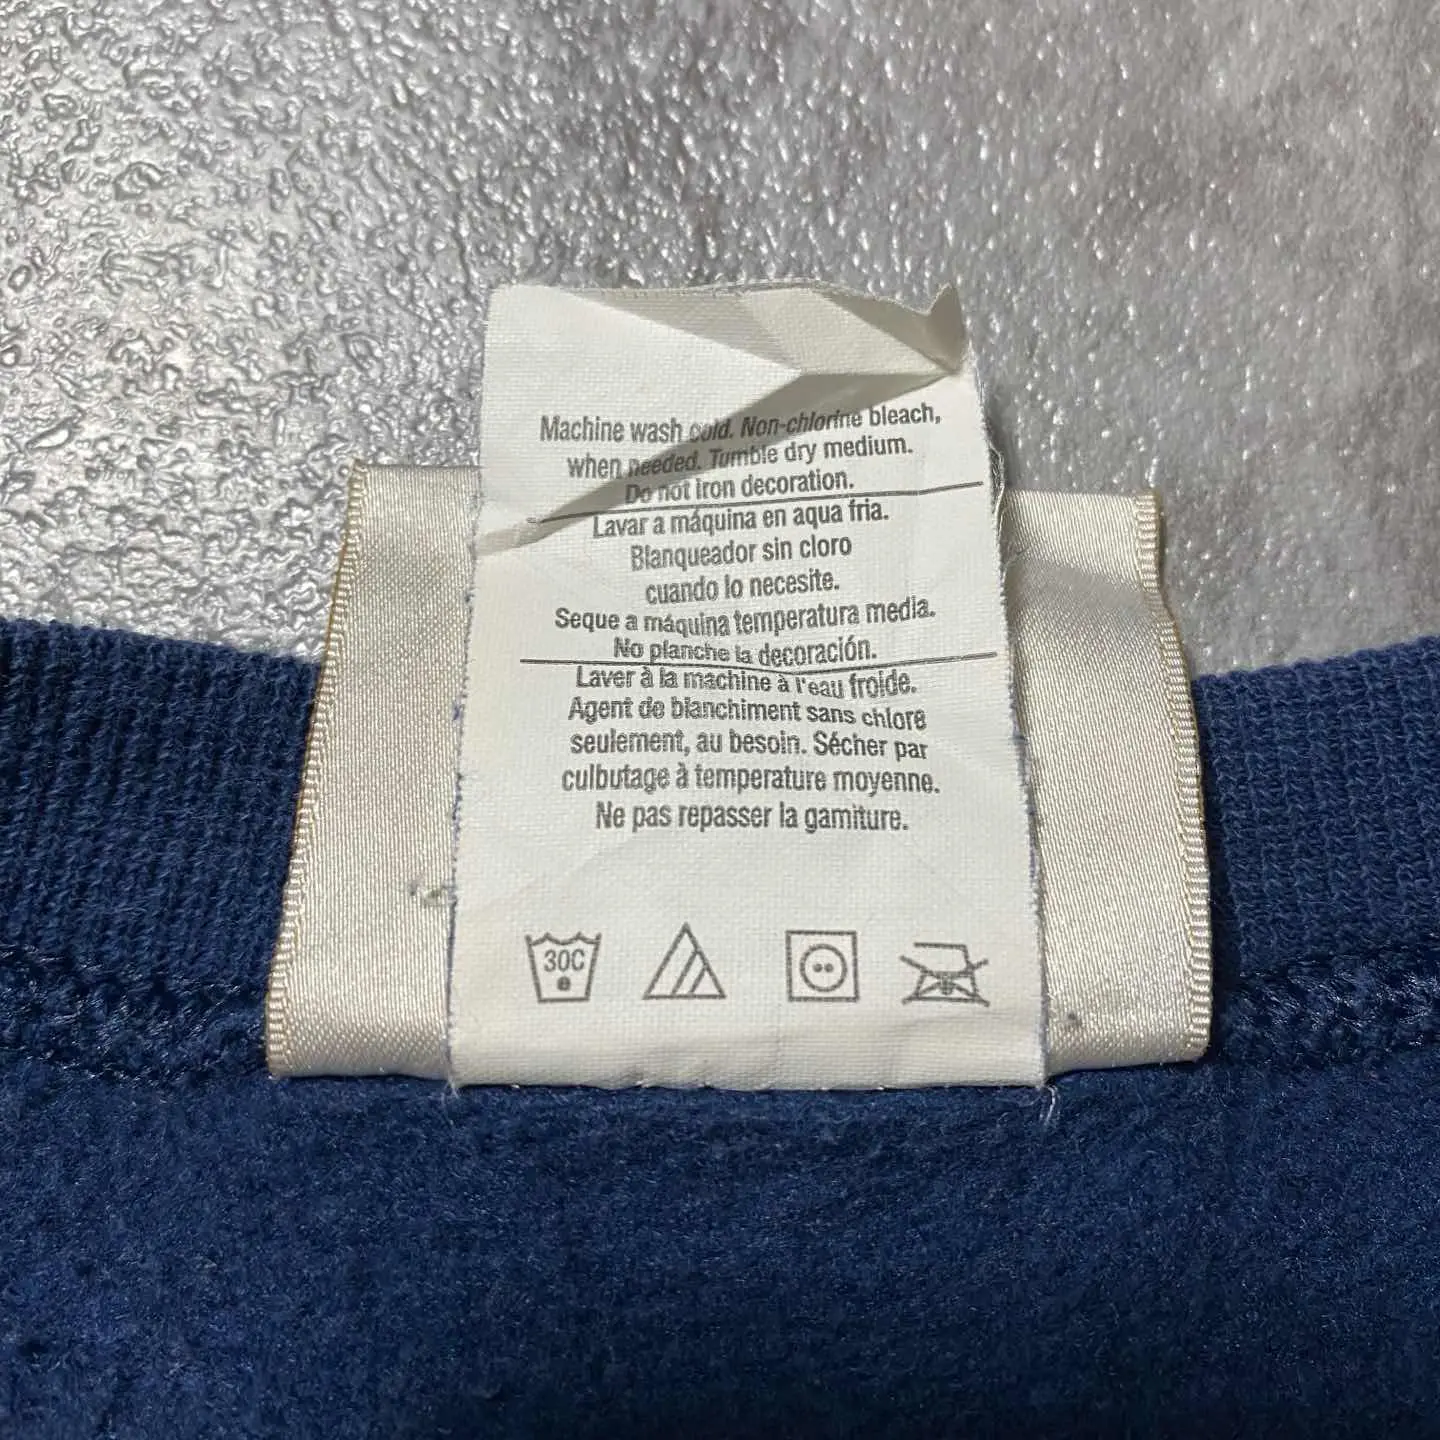 Machine wash cold. Non-chlorine bleach,
when needed. Tumble dry medium.
Do not iron decoration.
Lavar a máquina en aqua fria.
Blanqueador sin cloro
cuando lo necesite.
Seque a máquina temperatura media.
No planche la decoración.
Laver à la machine à l'eau froide.
Agent de blanchiment sans chlore
seulement, au besoin. Sécher par
culbutage à temperature moyenne.
Ne pas repasser la gamiture.
30C